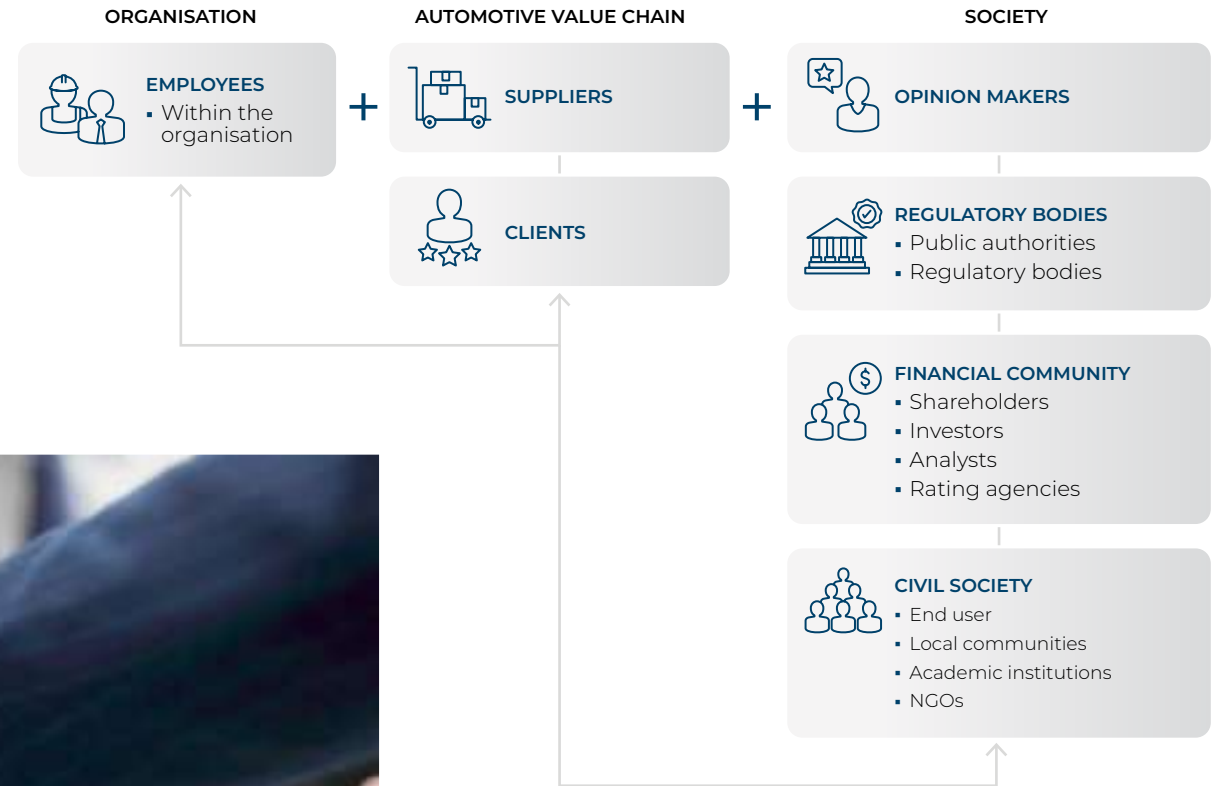 ORGANISATION
AUTOMOTIVE VALUE CHAIN
SOCIETY
EMPLOYEES
▪ Within the
organisation
+
SUPPLIERS
CLIENTS
+
OPINION MAKERS
REGULATORY BODIES
▪ Public authorities
▪ Regulatory bodies
$
FINANCIAL COMMUNITY
▪ Shareholders
▪ Investors
▪ Analysts
▪ Rating agencies
CIVIL SOCIETY
▪ End user
▪ Local communities
▪ Academic institutions
▪ NGOs